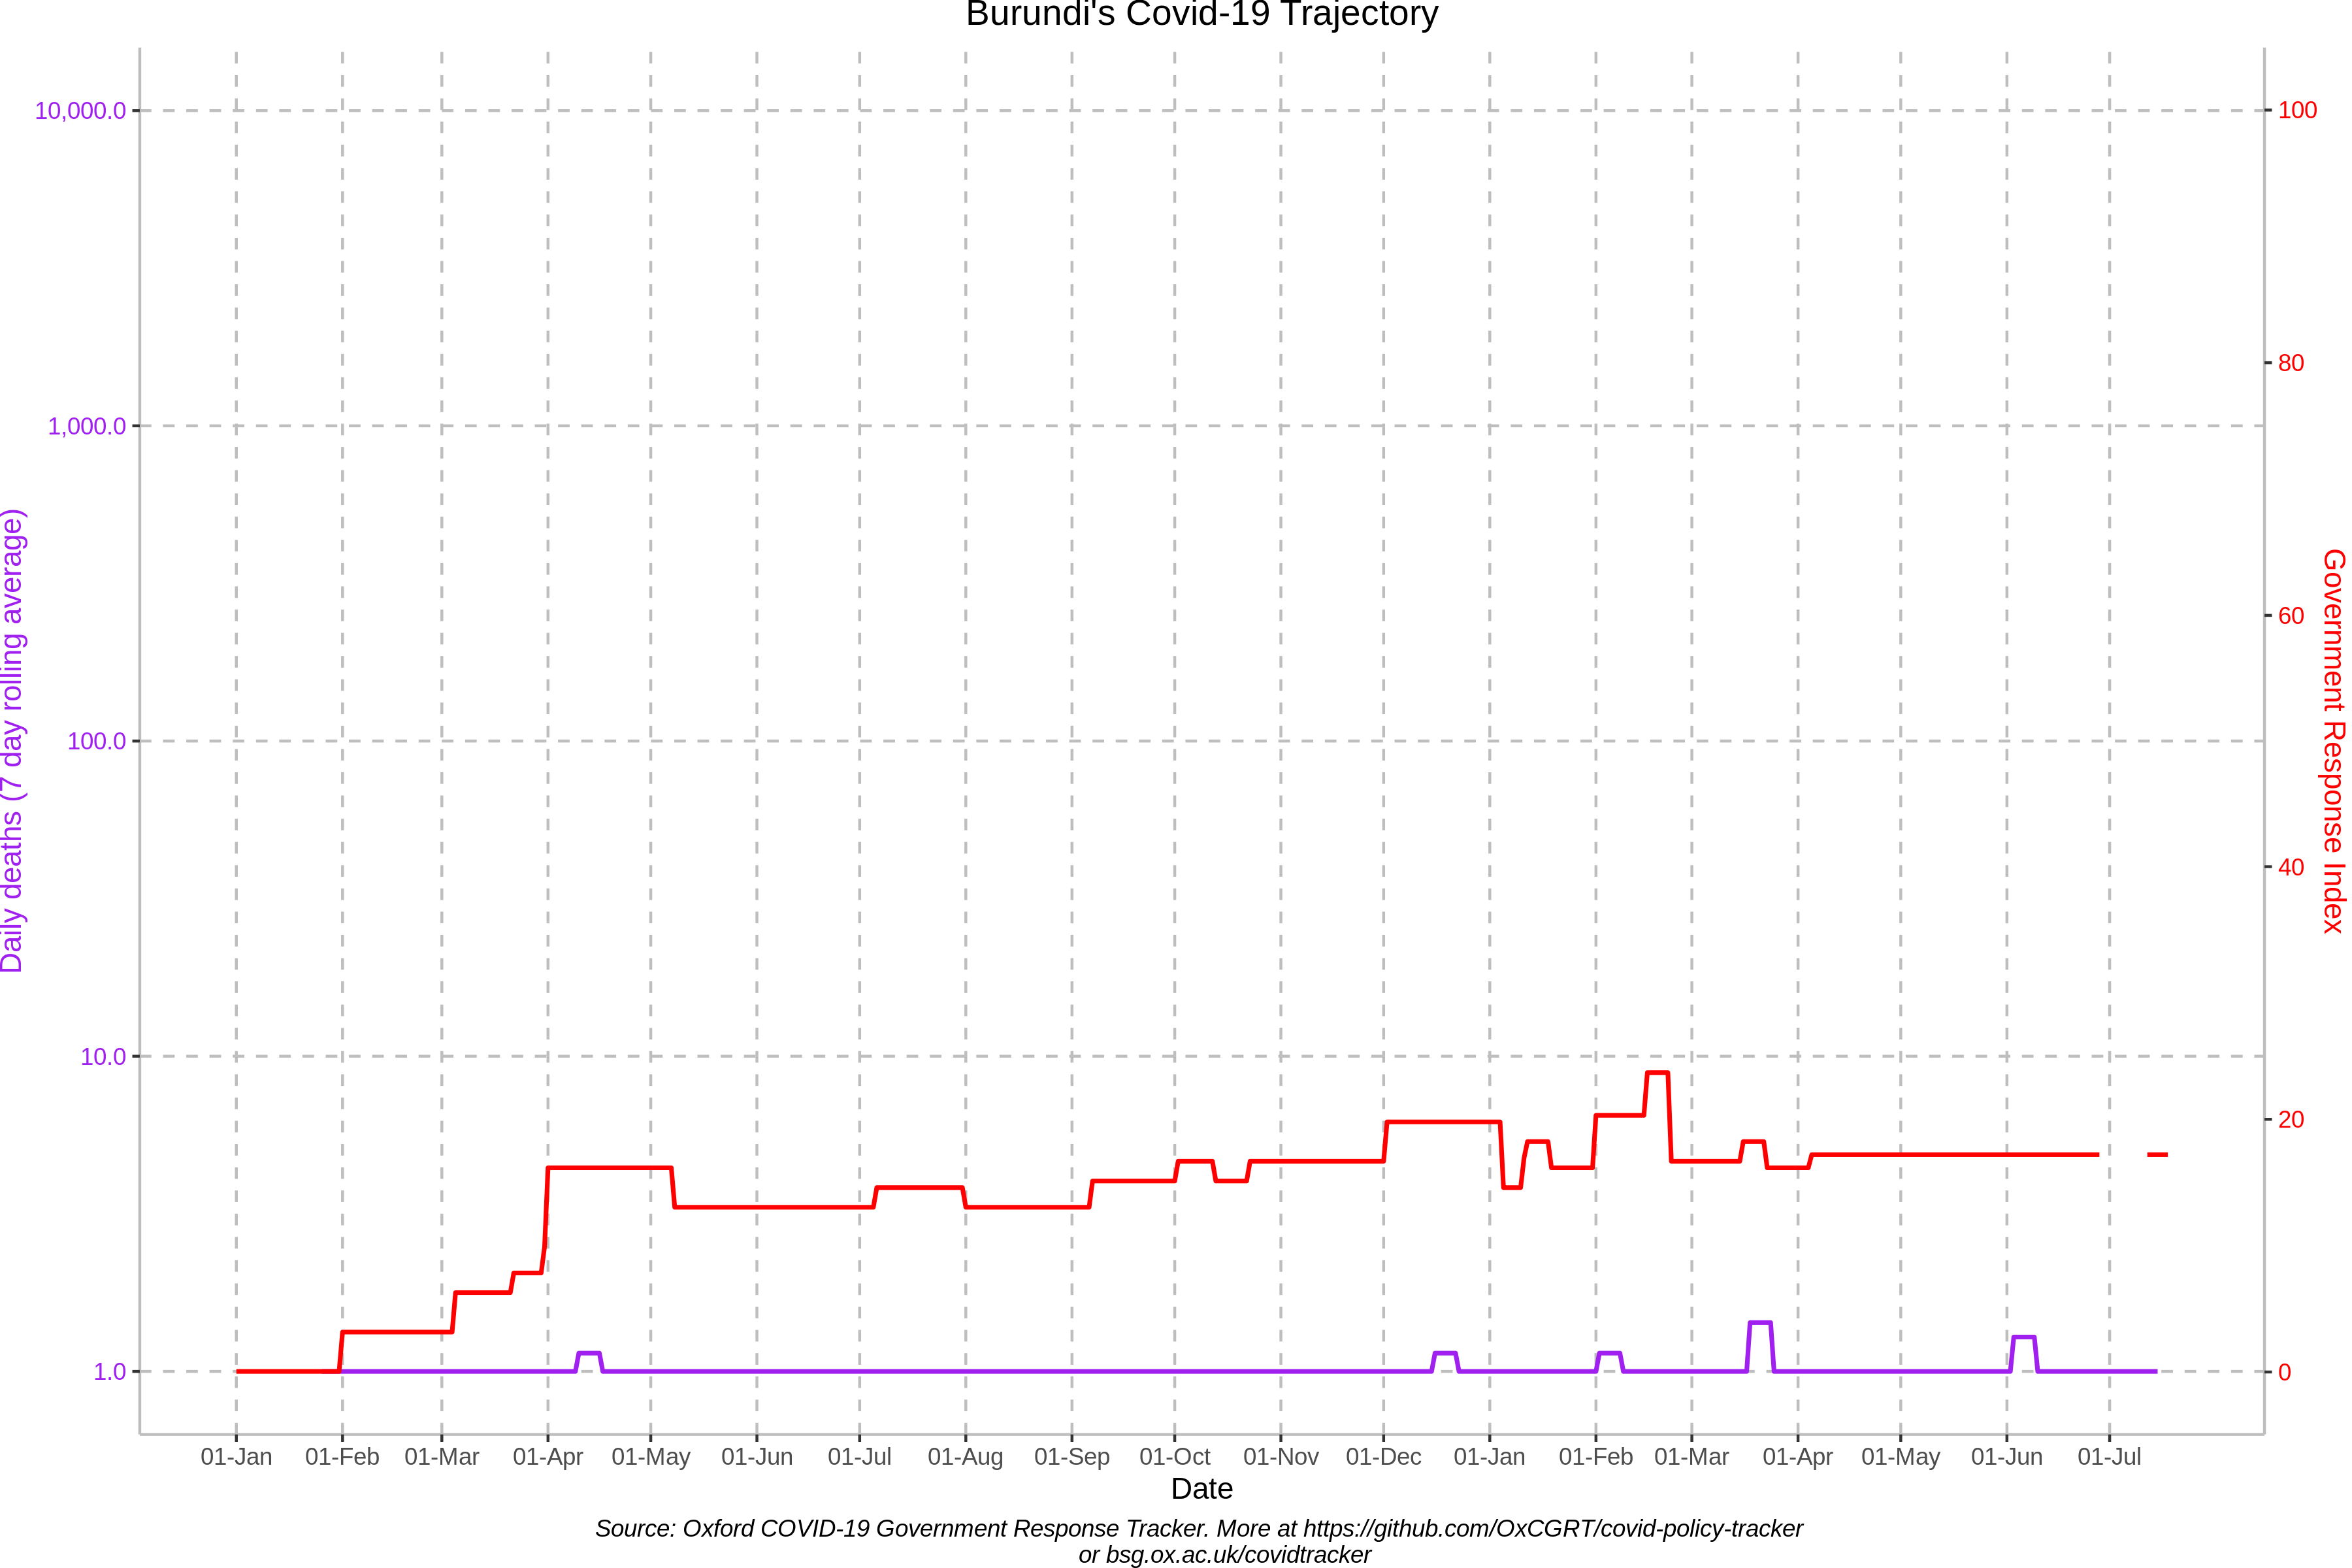 Burundi's Covid-19 Trajectory
10,000.0
1,000.0
100.0
10.0
1.0
Daily deaths (7 day rolling average)
100
80
60
40
20
0
Government Response Index
01-Jan 01-Feb 01-Mar 01-Apr 01-May 01-Jun 01-Jul 01-Aug 01-Sep 01-Oct 01-Nov 01-Dec 01-Jan 01-Feb 01-Mar 01-Apr 01-May 01-Jun 01-Jul
Date
Source: Oxford COVID-19 Government Response Tracker. More at https://github.com/OxCGRT/covid-policy-tracker
or bsg.ox.ac.uk/covidtracker